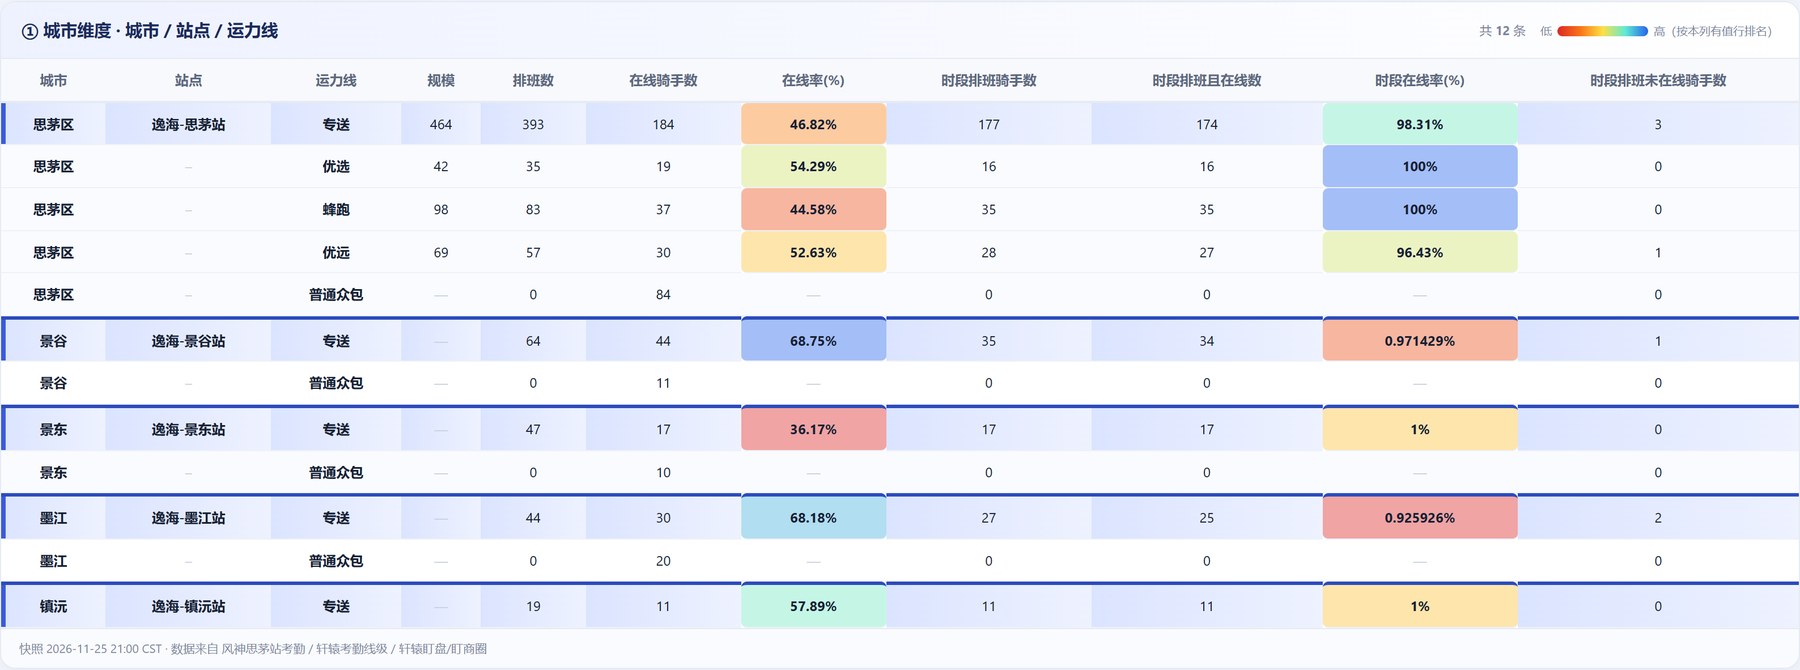 ① 城市维度 · 城市 / 站点 / 运力线
共 12 条 低 高 (按本列有值行排名)
城市 站点 运力线 规模 排班数 在线骑手数 在线率(%) 时段排班骑手数 时段排班且在线数 时段在线率(%) 时段排班未在线骑手数
思茅区 逸海-思茅站 专送 464 393 184 46.82% 177 174 98.31% 3
思茅区 – 优选 42 35 19 54.29% 16 16 100% 0
思茅区 – 蜂跑 98 83 37 44.58% 35 35 100% 0
思茅区 – 优远 69 57 30 52.63% 28 27 96.43% 1
思茅区 – 普通众包 — 0 84 — 0 0 — 0
景谷 逸海-景谷站 专送 — 64 44 68.75% 35 34 0.971429% 1
景谷 – 普通众包 — 0 11 — 0 0 — 0
景东 逸海-景东站 专送 — 47 17 36.17% 17 17 1% 0
景东 – 普通众包 — 0 10 — 0 0 — 0
墨江 逸海-墨江站 专送 — 44 30 68.18% 27 25 0.925926% 2
墨江 – 普通众包 — 0 20 — 0 0 — 0
镇沅 逸海-镇沅站 专送 — 19 11 57.89% 11 11 1% 0
快照 2026-11-25 21:00 CST · 数据来自 风神思茅站考勤 / 轩辕考勤线级 / 轩辕盯盘/盯商圈